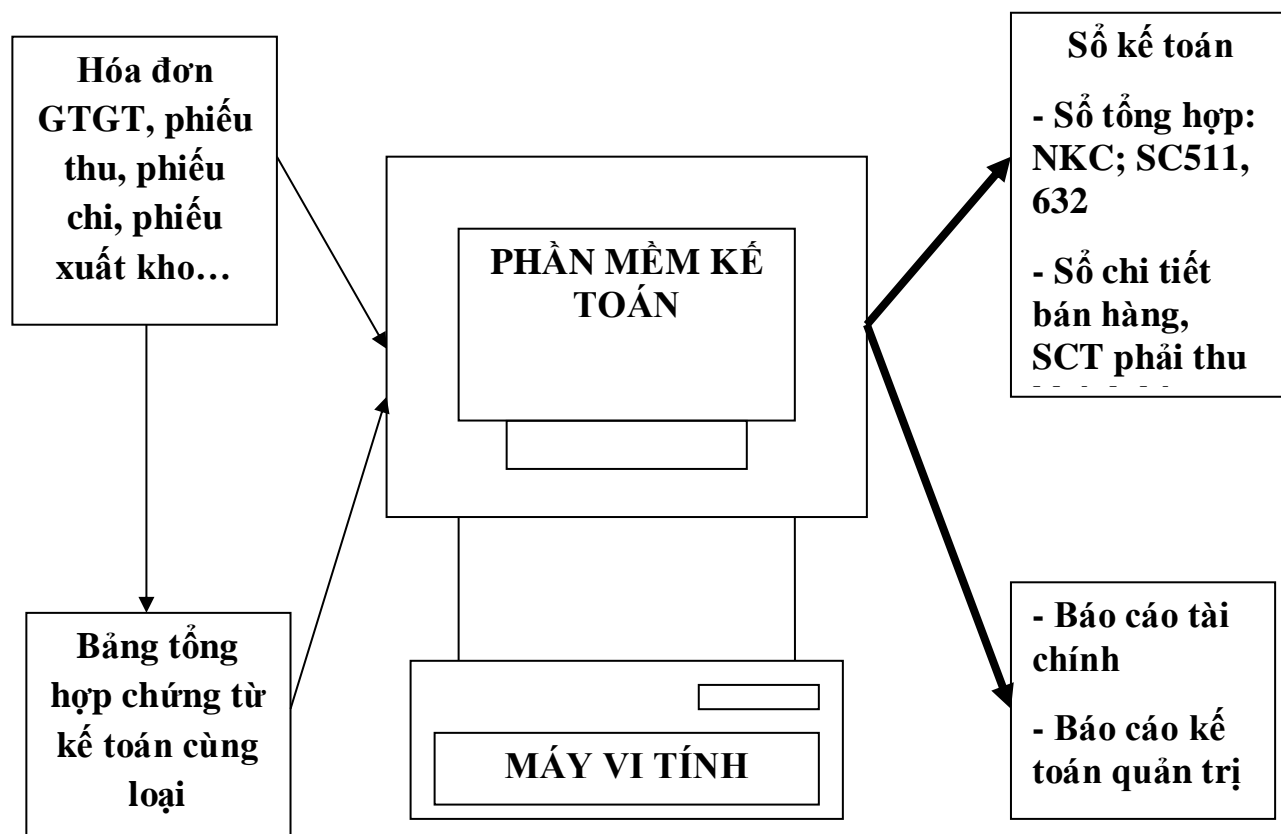 Hóa đơn
GTGT, phiếu
thu, phiếu
chi, phiếu
xuất kho…
Bảng tổng
hợp chứng từ
kế toán cùng
loại
PHẦN MỀM KẾ
TOÁN
MÁY VI TÍNH
Sổ kế toán
- Sổ tổng hợp:
NKC; SC511,
632
- Sổ chi tiết
bán hàng,
SCT phải thu
- Báo cáo tài
chính
- Báo cáo kế
toán quản trị